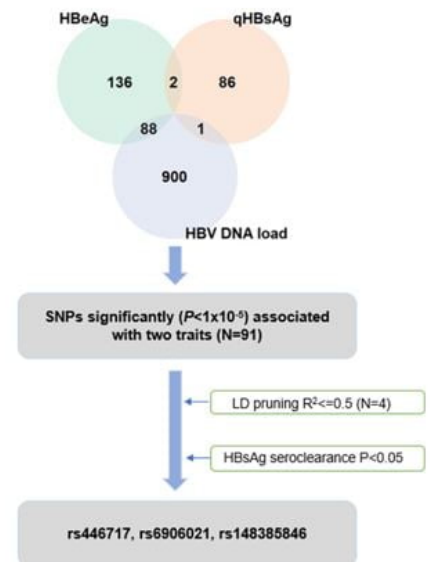 HBeAg
qHBsAg
136
2
86
88
1
900
HBV DNA load
SNPs significantly (P<1x10⁻⁵) associated
with two traits (N=91)
LD pruning R²<=0.5 (N=4)
HBsAg seroclearance P<0.05
rs446717, rs6906021, rs148385846